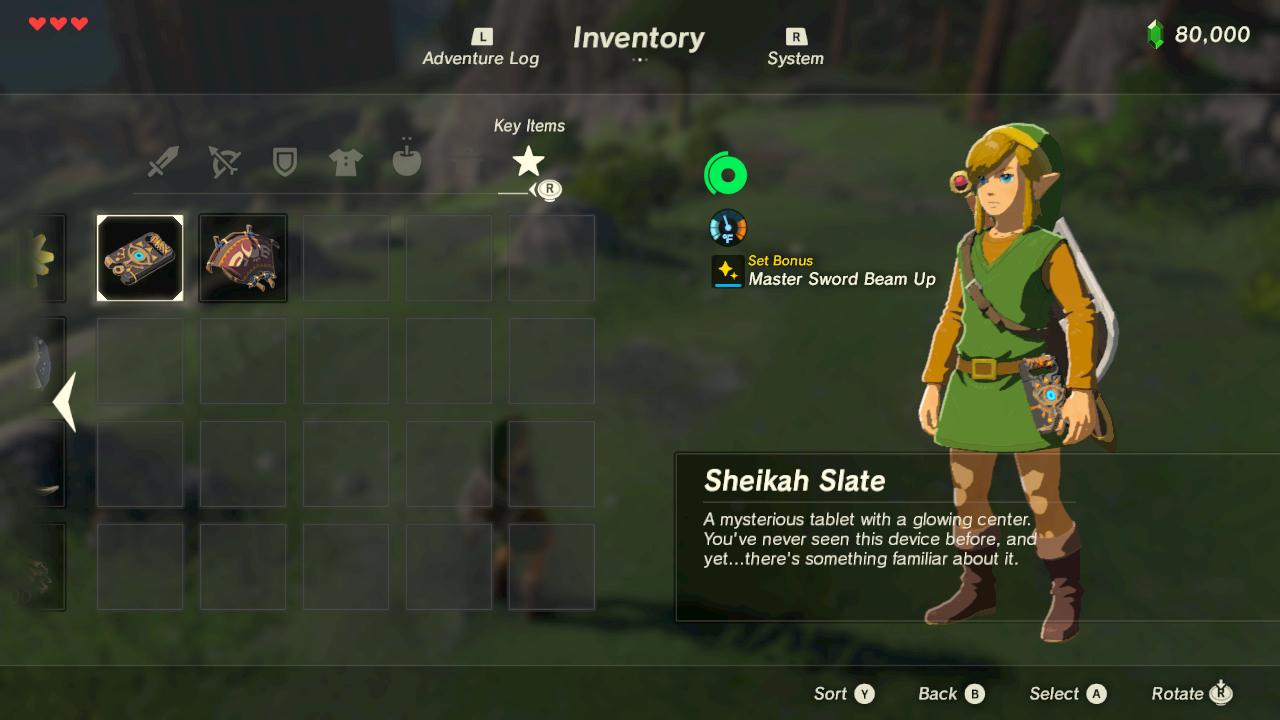 L
Inventory
R
80,000
Adventure Log
System
Key Items
R
°F
Set Bonus
Master Sword Beam Up
Sheikah Slate
A mysterious tablet with a glowing center.
You've never seen this device before, and
yet...there's something familiar about it.
Sort Y
Back B
Select A
Rotate R